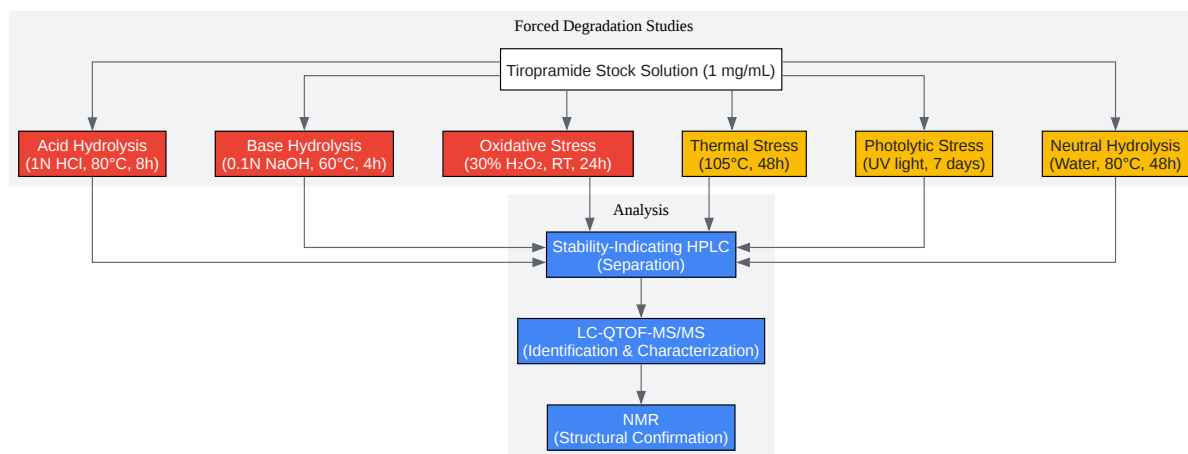 Forced Degradation Studies
Tiropramide Stock Solution (1 mg/mL)
Acid Hydrolysis
(1N HCl, 80°C, 8h)
Base Hydrolysis
(0.1N NaOH, 60°C, 4h)
Oxidative Stress
(30% H₂O₂, RT, 24h)
Thermal Stress
(105°C, 48h)
Photolytic Stress
(UV light, 7 days)
Neutral Hydrolysis
(Water, 80°C, 48h)
Analysis
Stability-Indicating HPLC
(Separation)
LC-QTOF-MS/MS
(Identification & Characterization)
NMR
(Structural Confirmation)